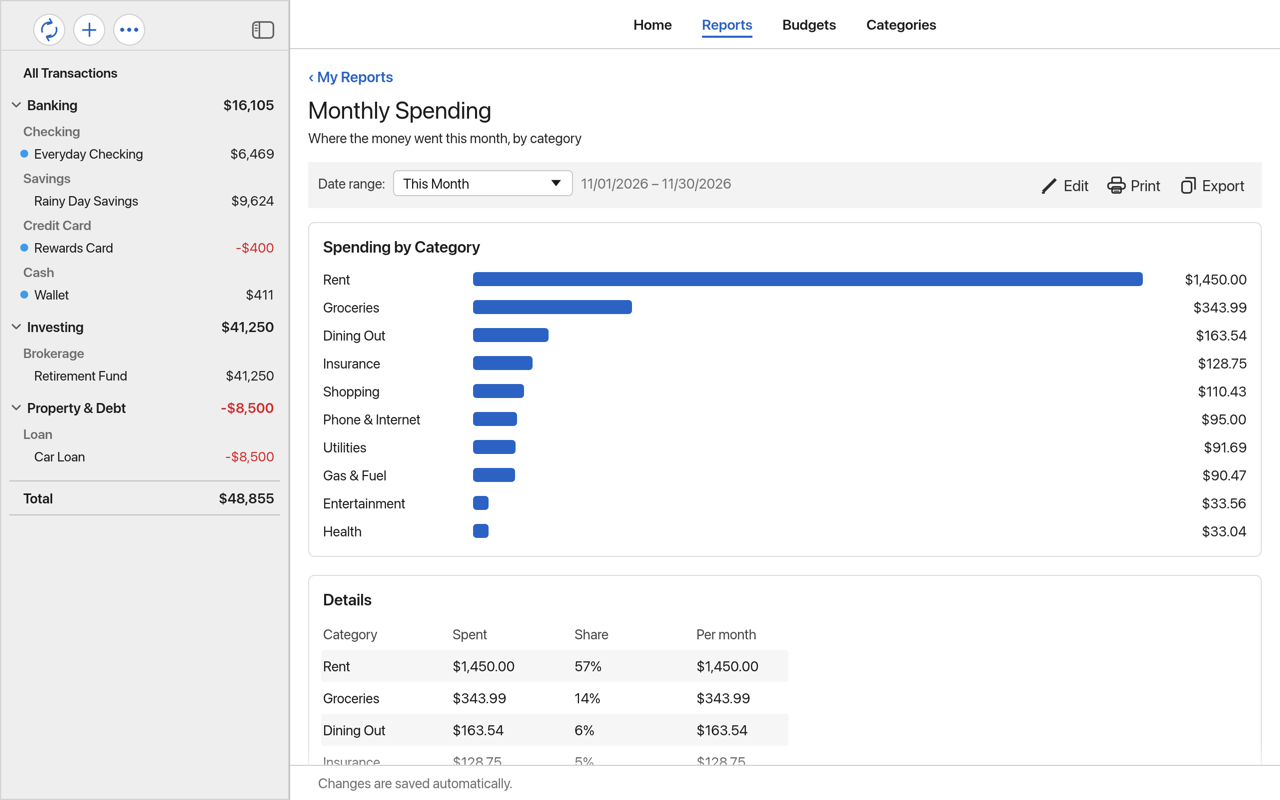 Home Reports Budgets Categories
All Transactions
Banking $16,105
Checking
Everyday Checking $6,469
Savings
Rainy Day Savings $9,624
Credit Card
Rewards Card -$400
Cash
Wallet $411
Investing $41,250
Brokerage
Retirement Fund $41,250
Property & Debt -$8,500
Loan
Car Loan -$8,500
Total $48,855
‹ My Reports
Monthly Spending
Where the money went this month, by category
Date range: This Month 11/01/2026 – 11/30/2026 Edit Print Export
Spending by Category
Rent $1,450.00
Groceries $343.99
Dining Out $163.54
Insurance $128.75
Shopping $110.43
Phone & Internet $95.00
Utilities $91.69
Gas & Fuel $90.47
Entertainment $33.56
Health $33.04
Details
Category Spent Share Per month
Rent $1,450.00 57% $1,450.00
Groceries $343.99 14% $343.99
Dining Out $163.54 6% $163.54
Insurance $128.75 5% $128.75
Changes are saved automatically.